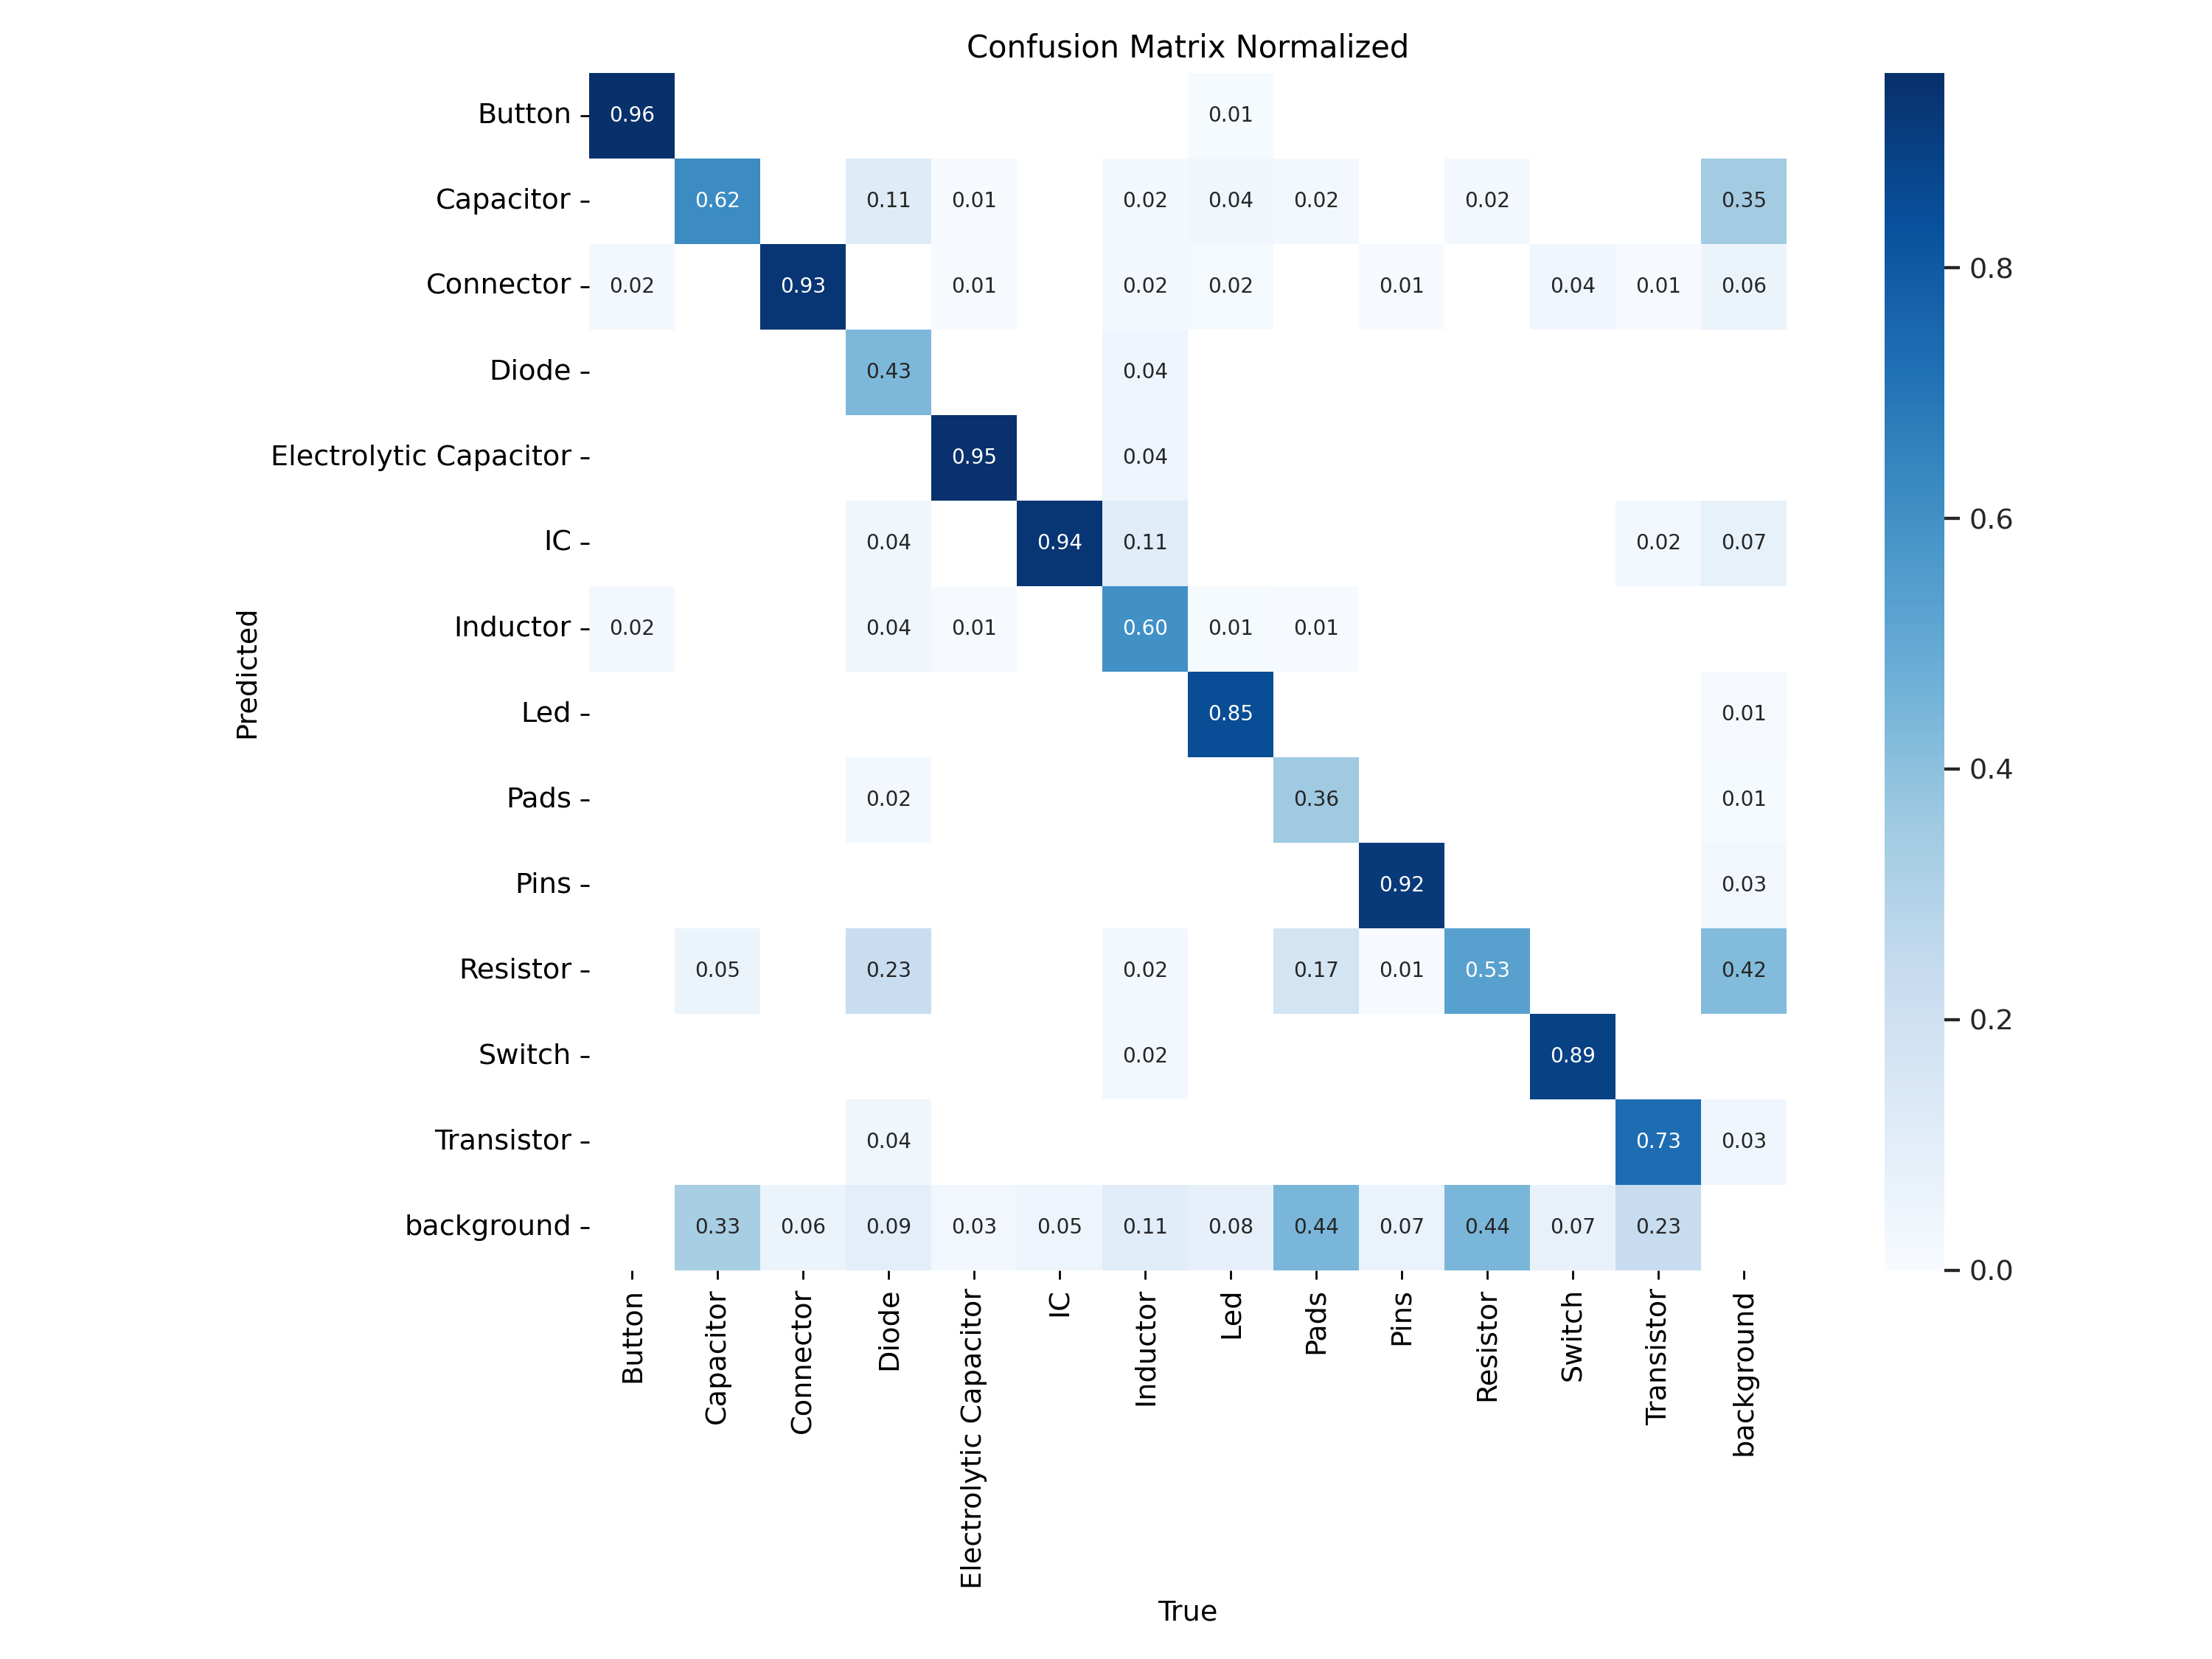 Confusion Matrix Normalized
Button 0.96 0.01
Capacitor 0.62 0.11 0.01 0.02 0.04 0.02 0.02 0.35
Connector 0.02 0.93 0.01 0.02 0.02 0.01 0.04 0.01 0.06
Diode 0.43 0.04
Electrolytic Capacitor 0.95 0.04
IC 0.04 0.94 0.11 0.02 0.07
Inductor 0.02 0.04 0.01 0.60 0.01 0.01
Led 0.85 0.01
Pads 0.02 0.36 0.01
Pins 0.92 0.03
Resistor 0.05 0.23 0.02 0.17 0.01 0.53 0.42
Switch 0.02 0.89
Transistor 0.04 0.73 0.03
background 0.33 0.06 0.09 0.03 0.05 0.11 0.08 0.44 0.07 0.44 0.07 0.23
Predicted
Button
Capacitor
Connector
Diode
Electrolytic Capacitor
IC
Inductor
Led
Pads
Pins
Resistor
Switch
Transistor
background
True
0.8
0.6
0.4
0.2
0.0